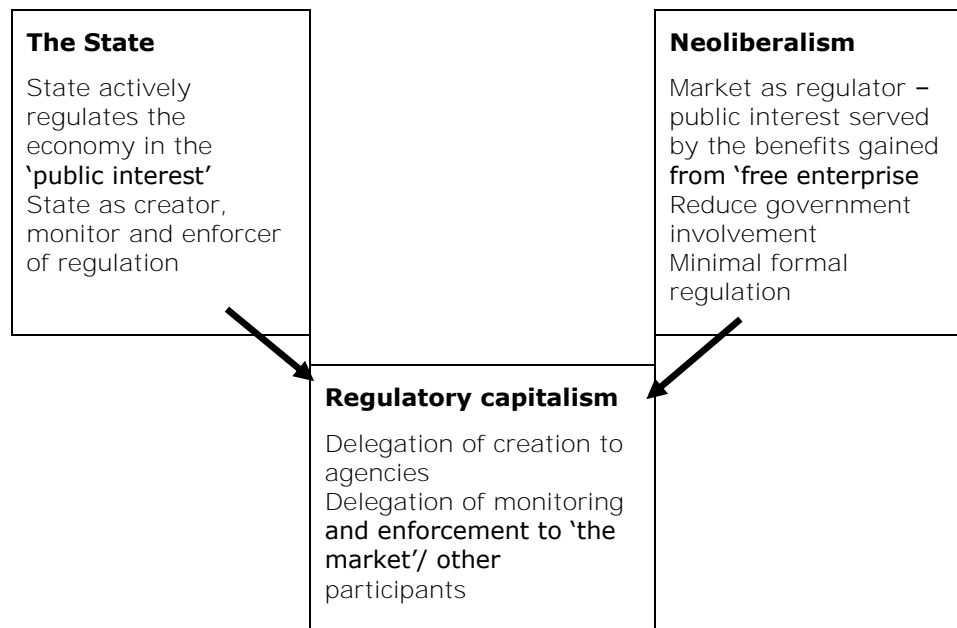 The State
State actively
regulates the
economy in the
‘public interest’
State as creator,
monitor and enforcer
of regulation
Neoliberalism
Market as regulator –
public interest served
by the benefits gained
from ‘free enterprise
Reduce government
involvement
Minimal formal
regulation
Regulatory capitalism
Delegation of creation to
agencies
Delegation of monitoring
and enforcement to ‘the
market’/ other
participants